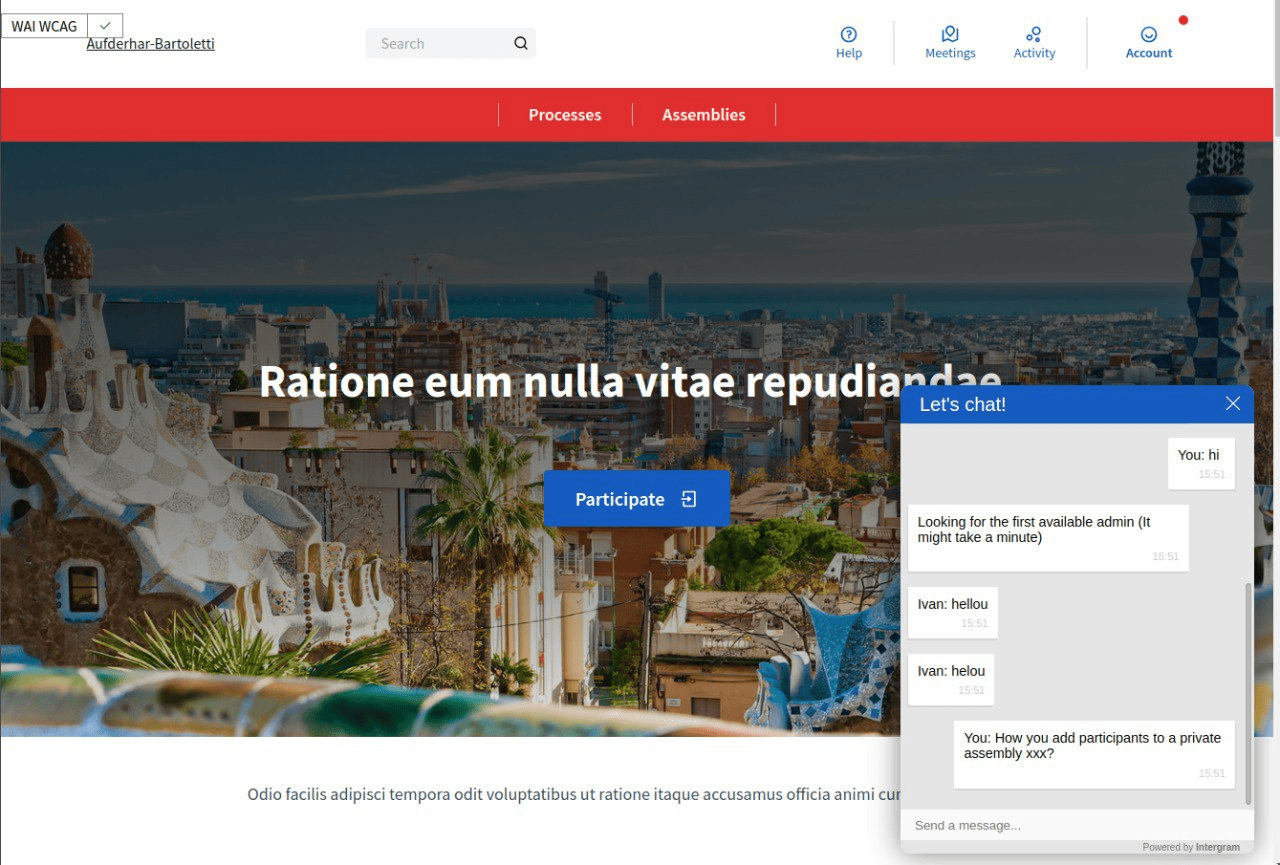 WAI WCAG
Aufderhar-Bartoletti
Search
Help
Meetings
Activity
Account
Processes
Assemblies
Ratione eum nulla vitae repudiandae
Participate
Let's chat!
You: hi
15:51
Looking for the first available admin (It
might take a minute)
15:51
Ivan: hellou
15:51
Ivan: helou
15:51
You: How you add participants to a private
assembly xxx?
15:51
Send a message...
Powered by Intergram
Odio facilis adipisci tempora odit voluptatibus ut ratione itaque accusamus officia animi